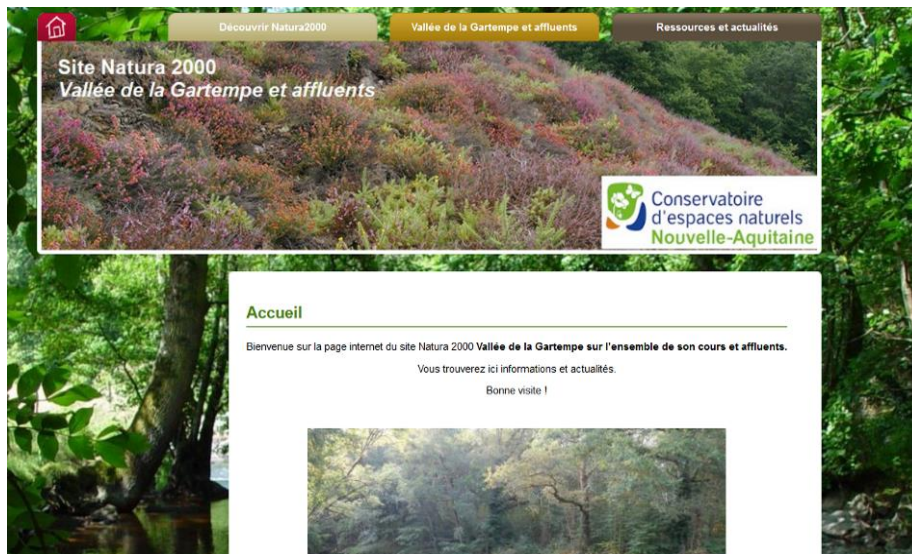 Découvrir Natura2000
Vallée de la Gartempe et affluents
Ressources et actualités
Site Natura 2000
Vallée de la Gartempe et affluents
Conservatoire
d'espaces naturels
Nouvelle-Aquitaine
Accueil
Bienvenue sur la page internet du site Natura 2000 Vallée de la Gartempe sur l'ensemble de son cours et affluents.
Vous trouverez ici informations et actualités.
Bonne visite !